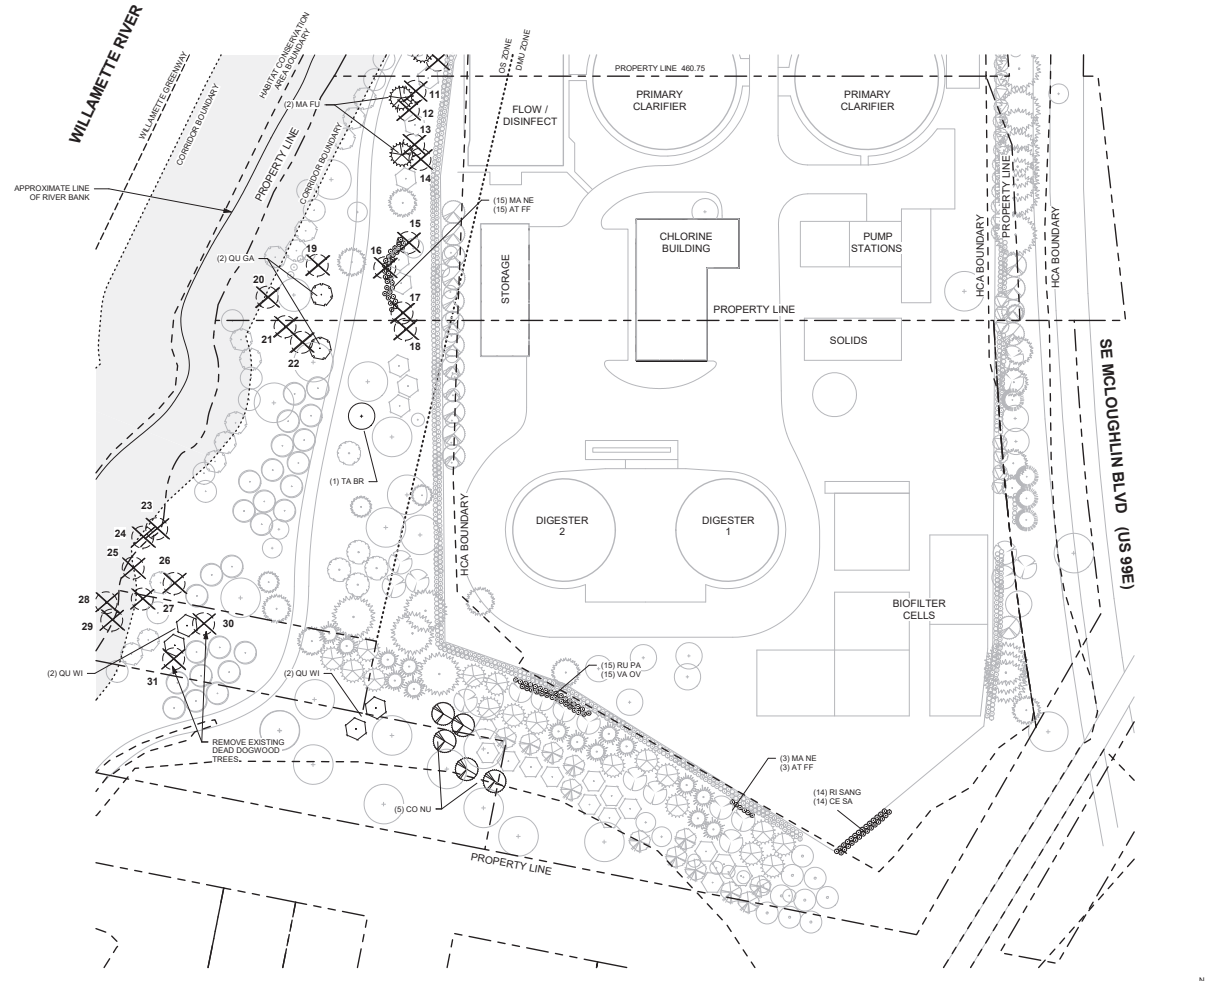 WILLAMETTE RIVER
WILLAMETTE GREENWAY
CORRIDOR BOUNDARY
HABITAT CONSERVATION
AREA BOUNDARY
PROPERTY LINE
CORRIDOR BOUNDARY
APPROXIMATE LINE
OF RIVER BANK
(2) MA FU
OS ZONE
DMU ZONE
11
12
13
14
FLOW /
DISINFECT
PROPERTY LINE 460.75
PRIMARY
CLARIFIER
PRIMARY
CLARIFIER
(15) MA NE
(15) AT FF
15
16
17
18
19
(2) QU GA
20
21
22
STORAGE
CHLORINE
BUILDING
PUMP
STATIONS
PROPERTY LINE
SOLIDS
HCA BOUNDARY
PROPERTY LINE
HCA BOUNDARY
SE MCLOUGHLIN BLVD (US 99E)
(1) TA BR
HCA BOUNDARY
DIGESTER
2
DIGESTER
1
BIOFILTER
CELLS
23
24
25
26
27
28
29
30
31
(2) QU WI
(2) QU WI
REMOVE EXISTING
DEAD DOGWOOD
TREES
(15) RU PA
(15) VA OV
(3) MA NE
(3) AT FF
(14) RI SANG
(14) CE SA
(5) CO NU
PROPERTY LINE
N